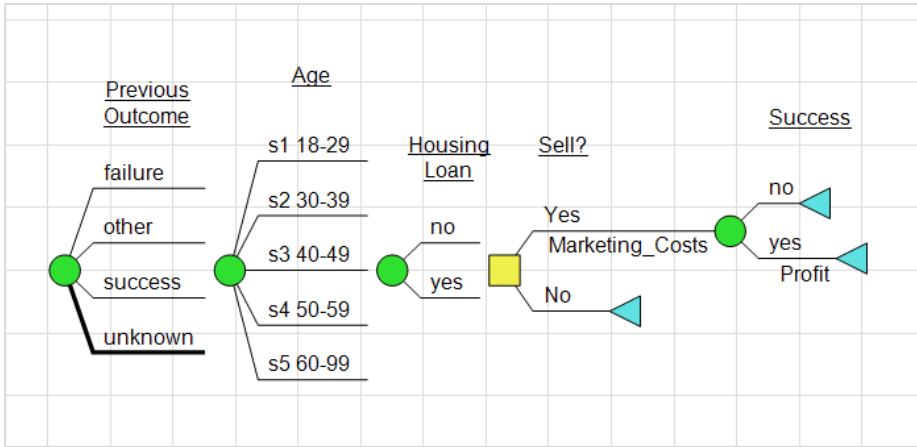 Previous
Outcome
failure
other
success
unknown
Age
s1 18-29
s2 30-39
s3 40-49
s4 50-59
s5 60-99
Housing
Loan
no
yes
Sell?
Yes
Marketing_Costs
No
Success
no
yes
Profit